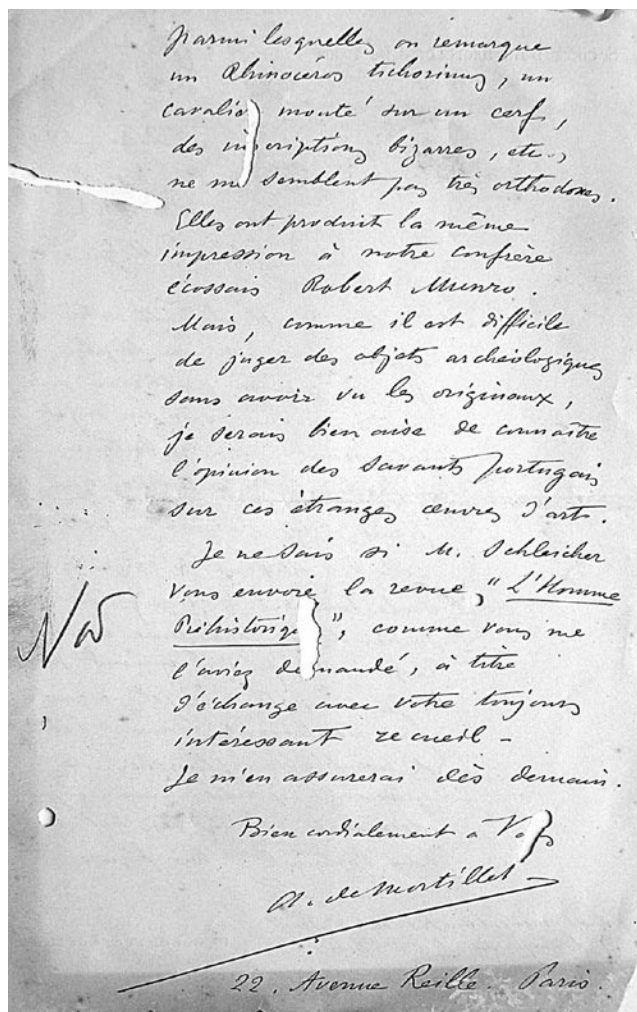 parmi lesquelles on remarque
un Rhinocéros tichorinus, un
cavalier monté sur un cerf,
des inscriptions bizarres, etc.,
ne me semblent pas très orthodoxes.
Elles ont produit la même
impression à notre confrère
écossais Robert Munro.
Mais, comme il est difficile
de juger des objets archéologiques
sans avoir vu les originaux,
je serais bien aise de connaître
l'opinion des savants portugais
sur ces étranges œuvres d'arts.
Je ne sais si M. Schleicher
vous envoie la revue, "L'Homme
Préhistorique", comme vous me
l'aviez demandé, à titre
d'échange avec votre toujours
intéressant recueil -
Je m'en assurerai dès demain.
Bien cordialement à Vous
A. de Mortillet
22, Avenue Reille. Paris.